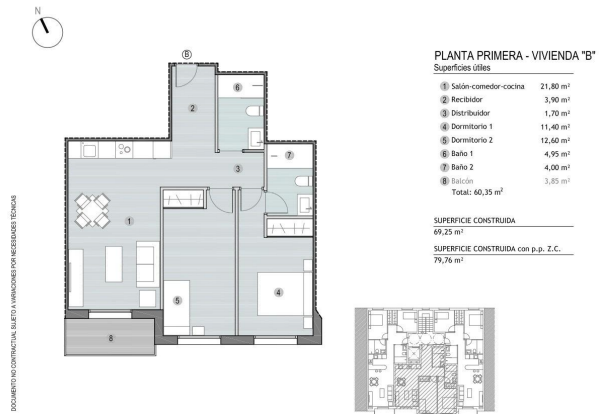 N
B
PLANTA PRIMERA - VIVIENDA "B"
Superficies útiles
1 Salón-comedor-cocina 21,80 m²
2 Recibidor 3,90 m²
3 Distribuidor 1,70 m²
4 Dormitorio 1 11,40 m²
5 Dormitorio 2 12,60 m²
6 Baño 1 4,95 m²
7 Baño 2 4,00 m²
8 Balcón 3,85 m²
Total: 60,35 m²
SUPERFICIE CONSTRUIDA
69,25 m²
SUPERFICIE CONSTRUIDA con p.p. Z.C.
79,76 m²
6
2
7
3
1
4
5
8
DOCUMENTO NO CONTRACTUAL SUJETO A VARIACIONES POR NECESIDADES TÉCNICAS